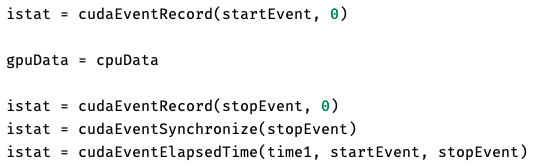 istat = cudaEventRecord(startEvent, 0)
gpuData = cpuData
istat = cudaEventRecord(stopEvent, 0)
istat = cudaEventSynchronize(stopEvent)
istat = cudaEventElapsedTime(time1, startEvent, stopEvent)